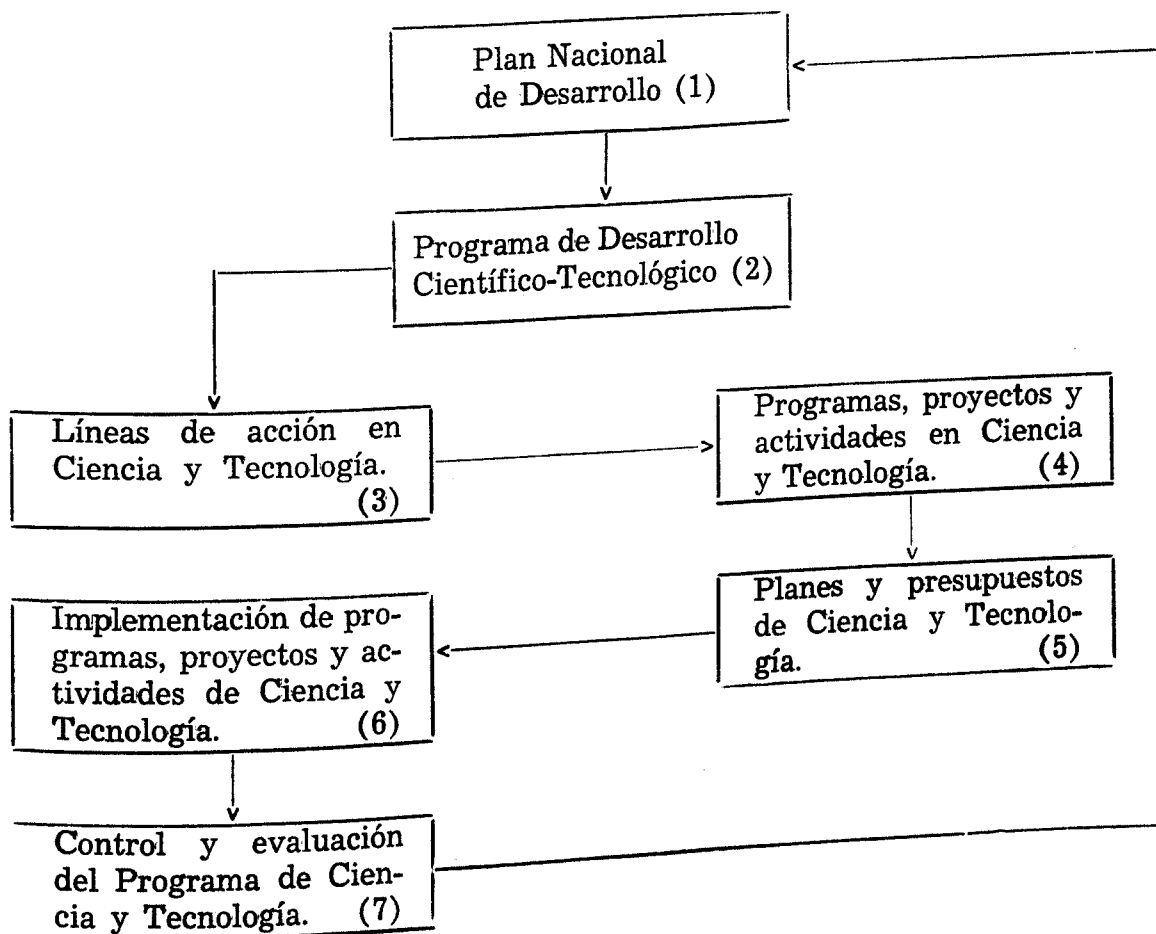 Plan Nacional
de Desarrollo (1)
Programa de Desarrollo
Científico-Tecnológico (2)
Líneas de acción en
Ciencia y Tecnología.
(3)
Programas, proyectos y
actividades en Ciencia
y Tecnología. (4)
Planes y presupuestos
de Ciencia y Tecnolo-
gía. (5)
Implementación de pro-
gramas, proyectos y ac-
tividades de Ciencia y
Tecnología. (6)
Control y evaluación
del Programa de Cien-
cia y Tecnología. (7)